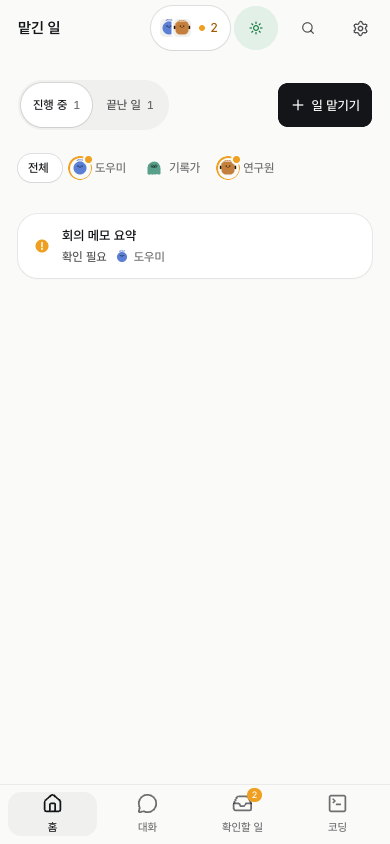 맡긴 일
2
진행 중 1
끝난 일 1
일 맡기기
전체
도우미
기록가
연구원
회의 메모 요약
확인 필요 도우미
홈
대화
2
확인할 일
코딩